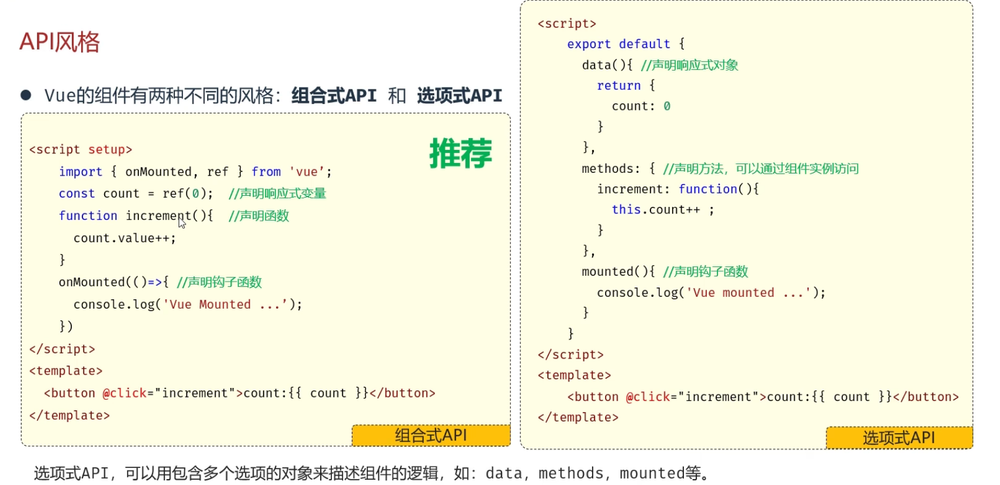 API风格
● Vue的组件有两种不同的风格：组合式API 和 选项式API
推荐
<script setup>
import { onMounted, ref } from 'vue’;
const count = ref(0); //声明响应式变量
function increment(){ //声明函数
count.value++;
}
onMounted(()=>{ //声明钩子函数
console.log('Vue Mounted ...’);
})
</script>
<template>
<button @click="increment">count:{{ count }}</button>
</template>
组合式API
<script>
export default {
data(){ //声明响应式对象
return {
count: 0
}
},
methods: { //声明方法，可以通过组件实例访问
increment: function(){
this.count++ ;
}
},
mounted(){ //声明钩子函数
console.log('Vue mounted ...');
}
}
</script>
<template>
<button @click="increment">count:{{ count }}</button>
</template>
选项式API
选项式API，可以用包含多个选项的对象来描述组件的逻辑，如：data，methods，mounted等。